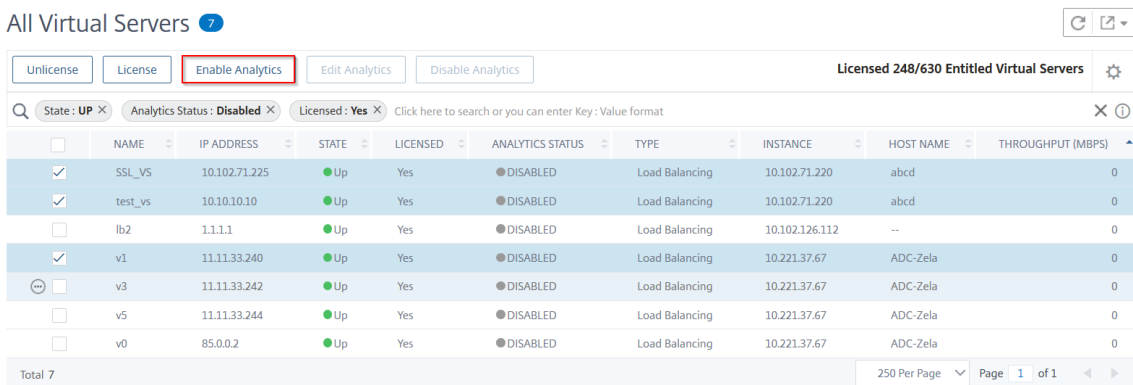 All Virtual Servers 7
Unlicense License Enable Analytics Edit Analytics Disable Analytics Licensed 248/630 Entitled Virtual Servers
State : UP × Analytics Status : Disabled × Licensed : Yes × Click here to search or you can enter Key : Value format
NAME IP ADDRESS STATE LICENSED ANALYTICS STATUS TYPE INSTANCE HOST NAME THROUGHPUT (MBPS)
SSL_VS 10.102.71.225 Up Yes DISABLED Load Balancing 10.102.71.220 abcd 0
test_vs 10.10.10.10 Up Yes DISABLED Load Balancing 10.102.71.220 abcd 0
lb2 1.1.1.1 Up Yes DISABLED Load Balancing 10.102.126.112 -- 0
v1 11.11.33.240 Up Yes DISABLED Load Balancing 10.221.37.67 ADC-Zela 0
v3 11.11.33.242 Up Yes DISABLED Load Balancing 10.221.37.67 ADC-Zela 0
v5 11.11.33.244 Up Yes DISABLED Load Balancing 10.221.37.67 ADC-Zela 0
v0 85.0.0.2 Up Yes DISABLED Load Balancing 10.221.37.67 ADC-Zela 0
Total 7 250 Per Page Page 1 of 1